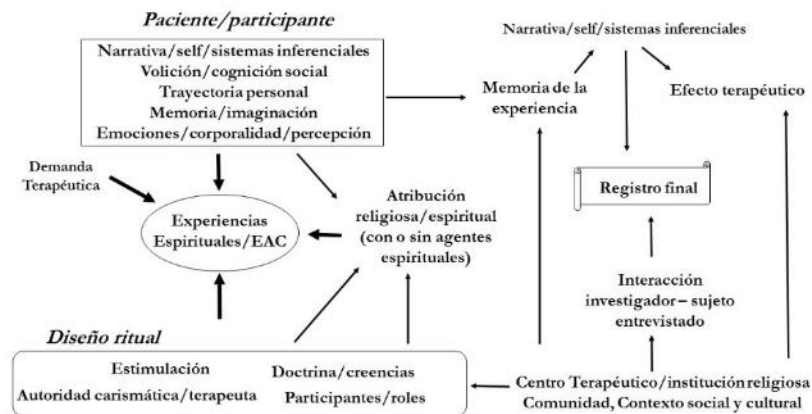 Paciente/participante
Narrativa/self/sistemas inferenciales
Volición/cognición social
Trayectoria personal
Memoria/imaginación
Emociones/corporalidad/percepción
Narrativa/self/sistemas inferenciales
Memoria de la
experiencia
Efecto terapéutico
Demanda
Terapéutica
Experiencias
Espirituales/EAC
Atribución
religiosa/espiritual
(con o sin agentes
espirituales)
Registro final
Interacción
investigador – sujeto
entrevistado
Diseño ritual
Estimulación
Autoridad carismática/terapeuta
Doctrina/creencias
Participantes/roles
Centro Terapéutico/institución religiosa
Comunidad, Contexto social y cultural